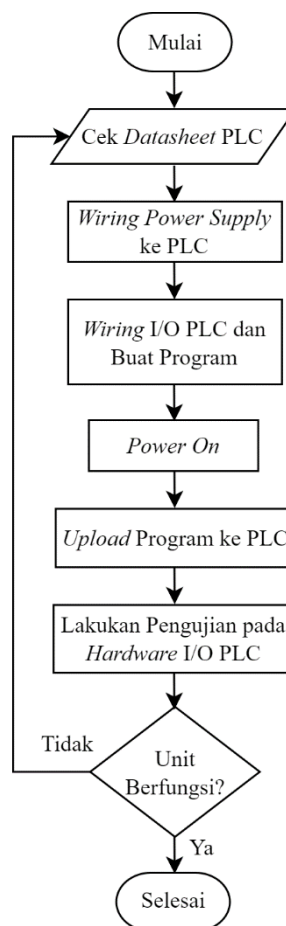 Mulai
Cek Datasheet PLC
Wiring Power Supply
ke PLC
Wiring I/O PLC dan
Buat Program
Power On
Upload Program ke PLC
Lakukan Pengujian pada
Hardware I/O PLC
Tidak
Unit
Berfungsi?
Ya
Selesai